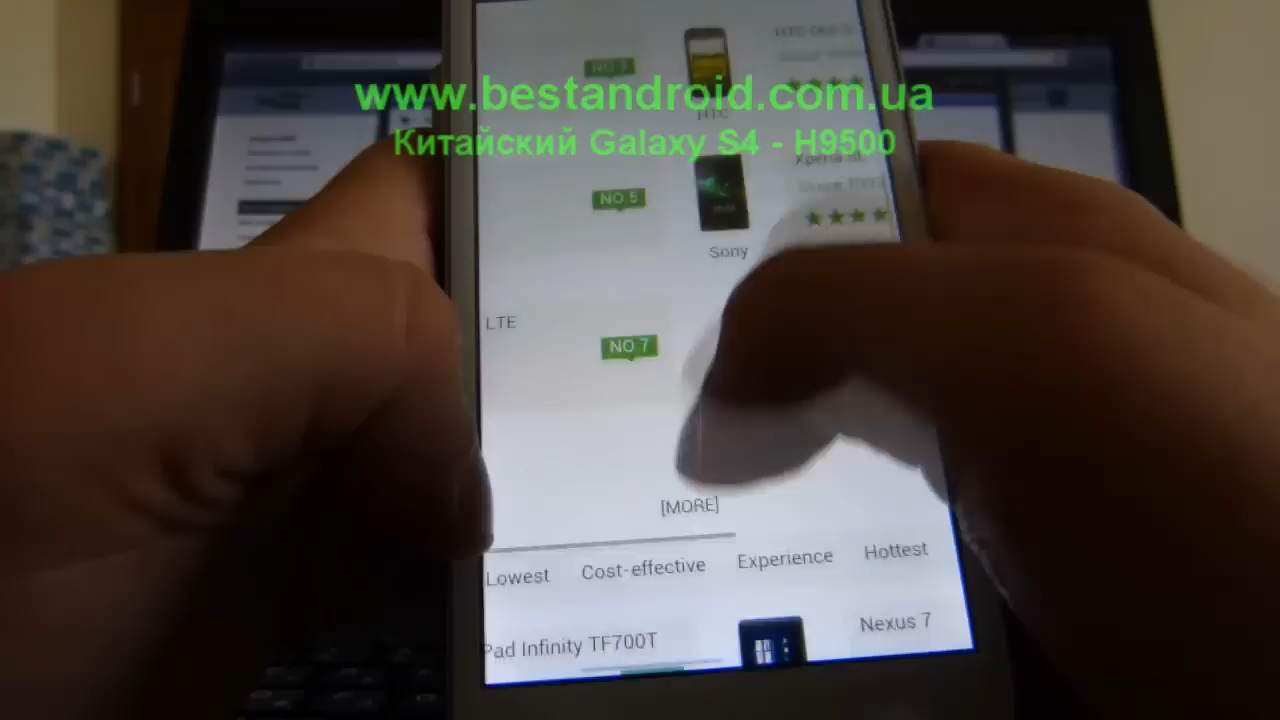 www.bestandroid.com.ua
HTC
Китайский Galaxy S4 - H9500
NO 5
Sony
LTE
NO 7
[MORE]
Lowest Cost-effective Experience Hottest
Pad Infinity TF700T
Nexus 7